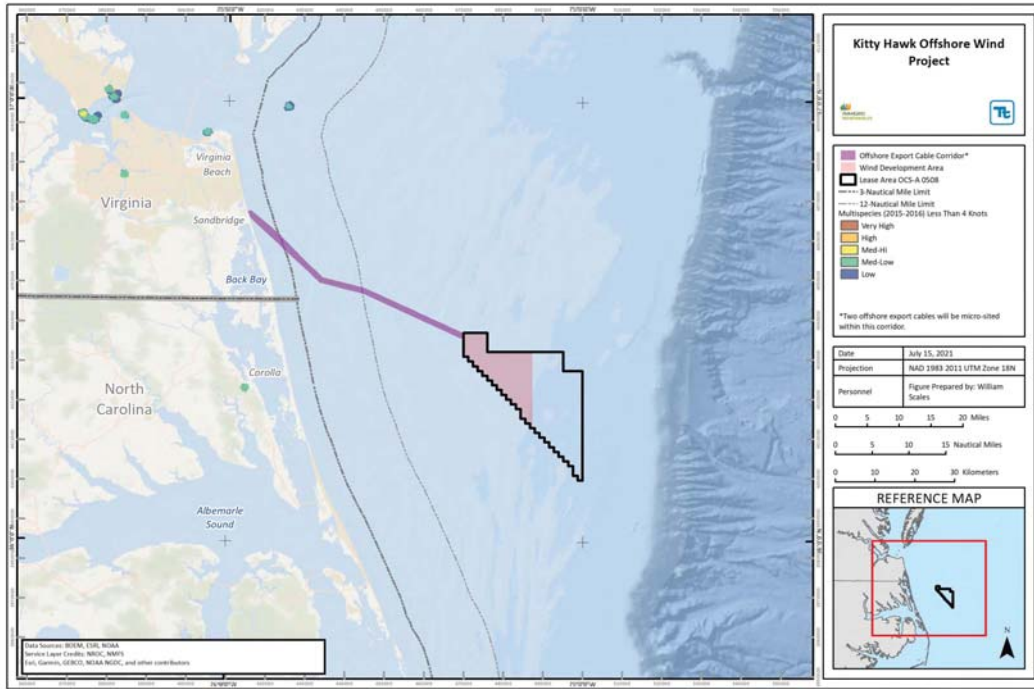 Kitty Hawk Offshore Wind
Project
Offshore Export Cable Corridor*
Wind Development Area
Lease Area OCS-A 0508
3-Nautical Mile Limit
12-Nautical Mile Limit
Multispecies (2015-2016) Less Than 4 Knots
Very High
High
Med-Hi
Med-Low
Low
*Two offshore export cables will be micro-sited
within this corridor.
Date July 15, 2021
Projection NAD 1983 2011 UTM Zone 18N
Personnel Figure Prepared by: William
Scales
0 5 10 15 20 Miles
0 5 10 15 Nautical Miles
0 10 20 30 Kilometers
REFERENCE MAP
N
Virginia
Beach
Virginia
Sandbridge
Back Bay
North
Carolina
Corolla
Albemarle
Sound
Data Sources: BOEM, ESRI, NOAA
Service Layer Credits: NROC, NMFS
Esri, Garmin, GEBCO, NOAA NGDC, and other contributors